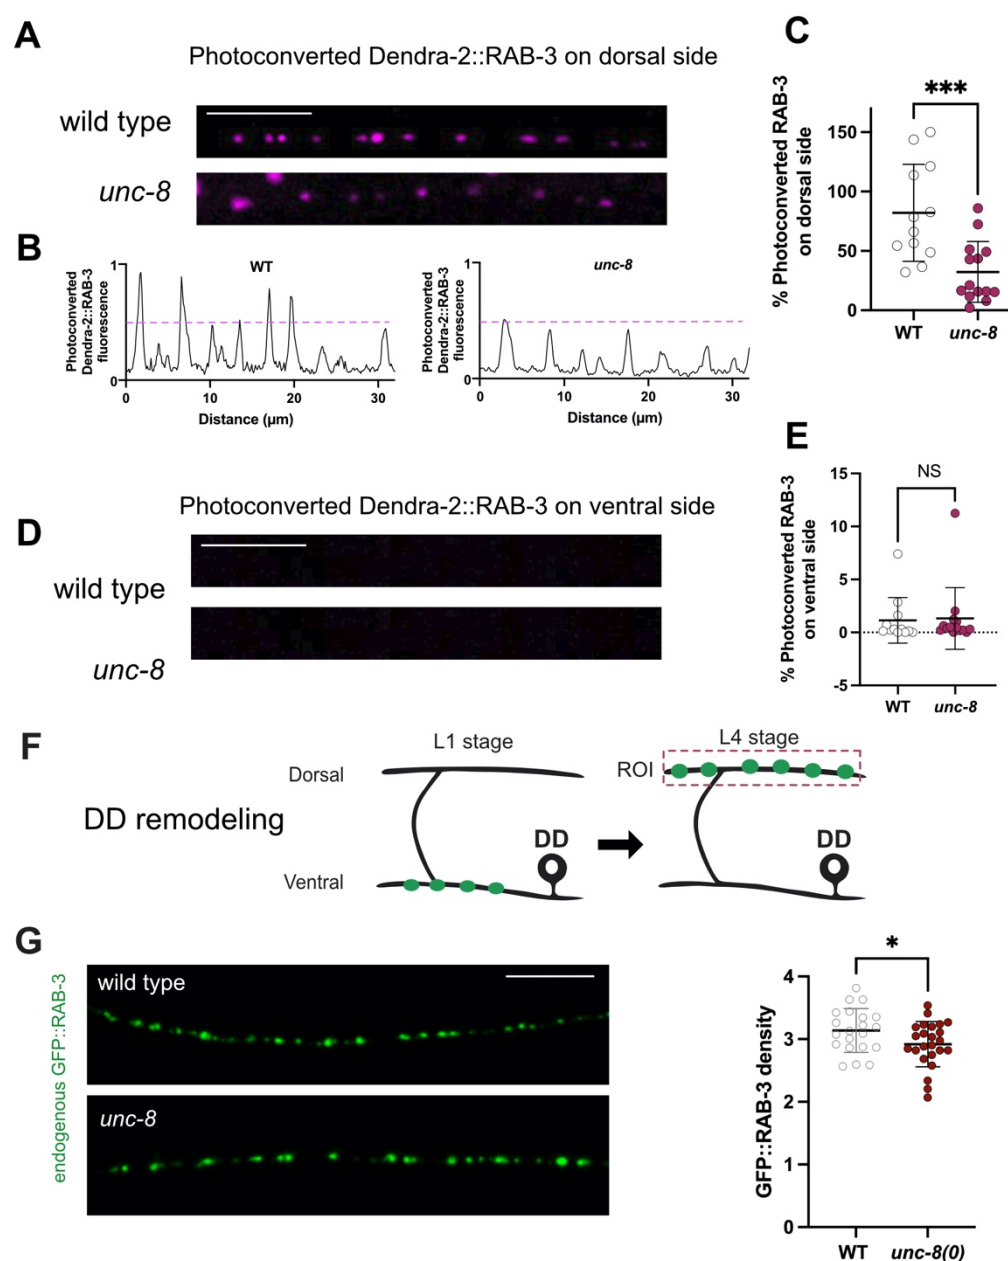 A
Photoconverted Dendra-2::RAB-3 on dorsal side
wild type
unc-8
B
Photoconverted
Dendra-2::RAB-3
fluorescence
1
0
WT
0
10
20
30
Distance (µm)
Photoconverted
Dendra-2::RAB-3
fluorescence
1
0
unc-8
0
10
20
30
Distance (µm)
C
% Photoconverted RAB-3
on dorsal side
***
150
100
50
0
WT
unc-8
D
Photoconverted Dendra-2::RAB-3 on ventral side
wild type
unc-8
E
% Photoconverted RAB-3
on ventral side
NS
15
10
5
0
-5
WT
unc-8
F
DD remodeling
L1 stage
Dorsal
Ventral
DD
L4 stage
ROI
DD
G
endogenous GFP::RAB-3
wild type
unc-8
GFP::RAB-3 density
*
4
3
2
1
0
WT
unc-8(0)